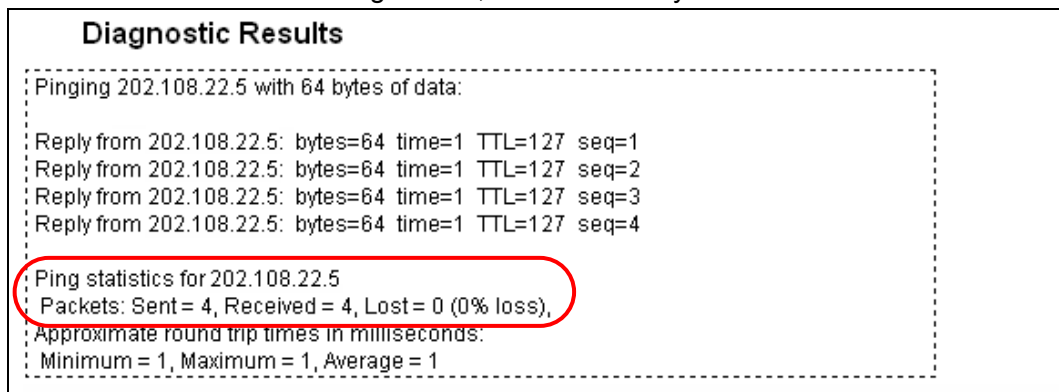 Diagnostic Results
Pinging 202.108.22.5 with 64 bytes of data:
Reply from 202.108.22.5: bytes=64 time=1 TTL=127 seq=1
Reply from 202.108.22.5: bytes=64 time=1 TTL=127 seq=2
Reply from 202.108.22.5: bytes=64 time=1 TTL=127 seq=3
Reply from 202.108.22.5: bytes=64 time=1 TTL=127 seq=4
Ping statistics for 202.108.22.5
Packets: Sent = 4, Received = 4, Lost = 0 (0% loss),
Approximate round trip times in milliseconds:
Minimum = 1, Maximum = 1, Average = 1